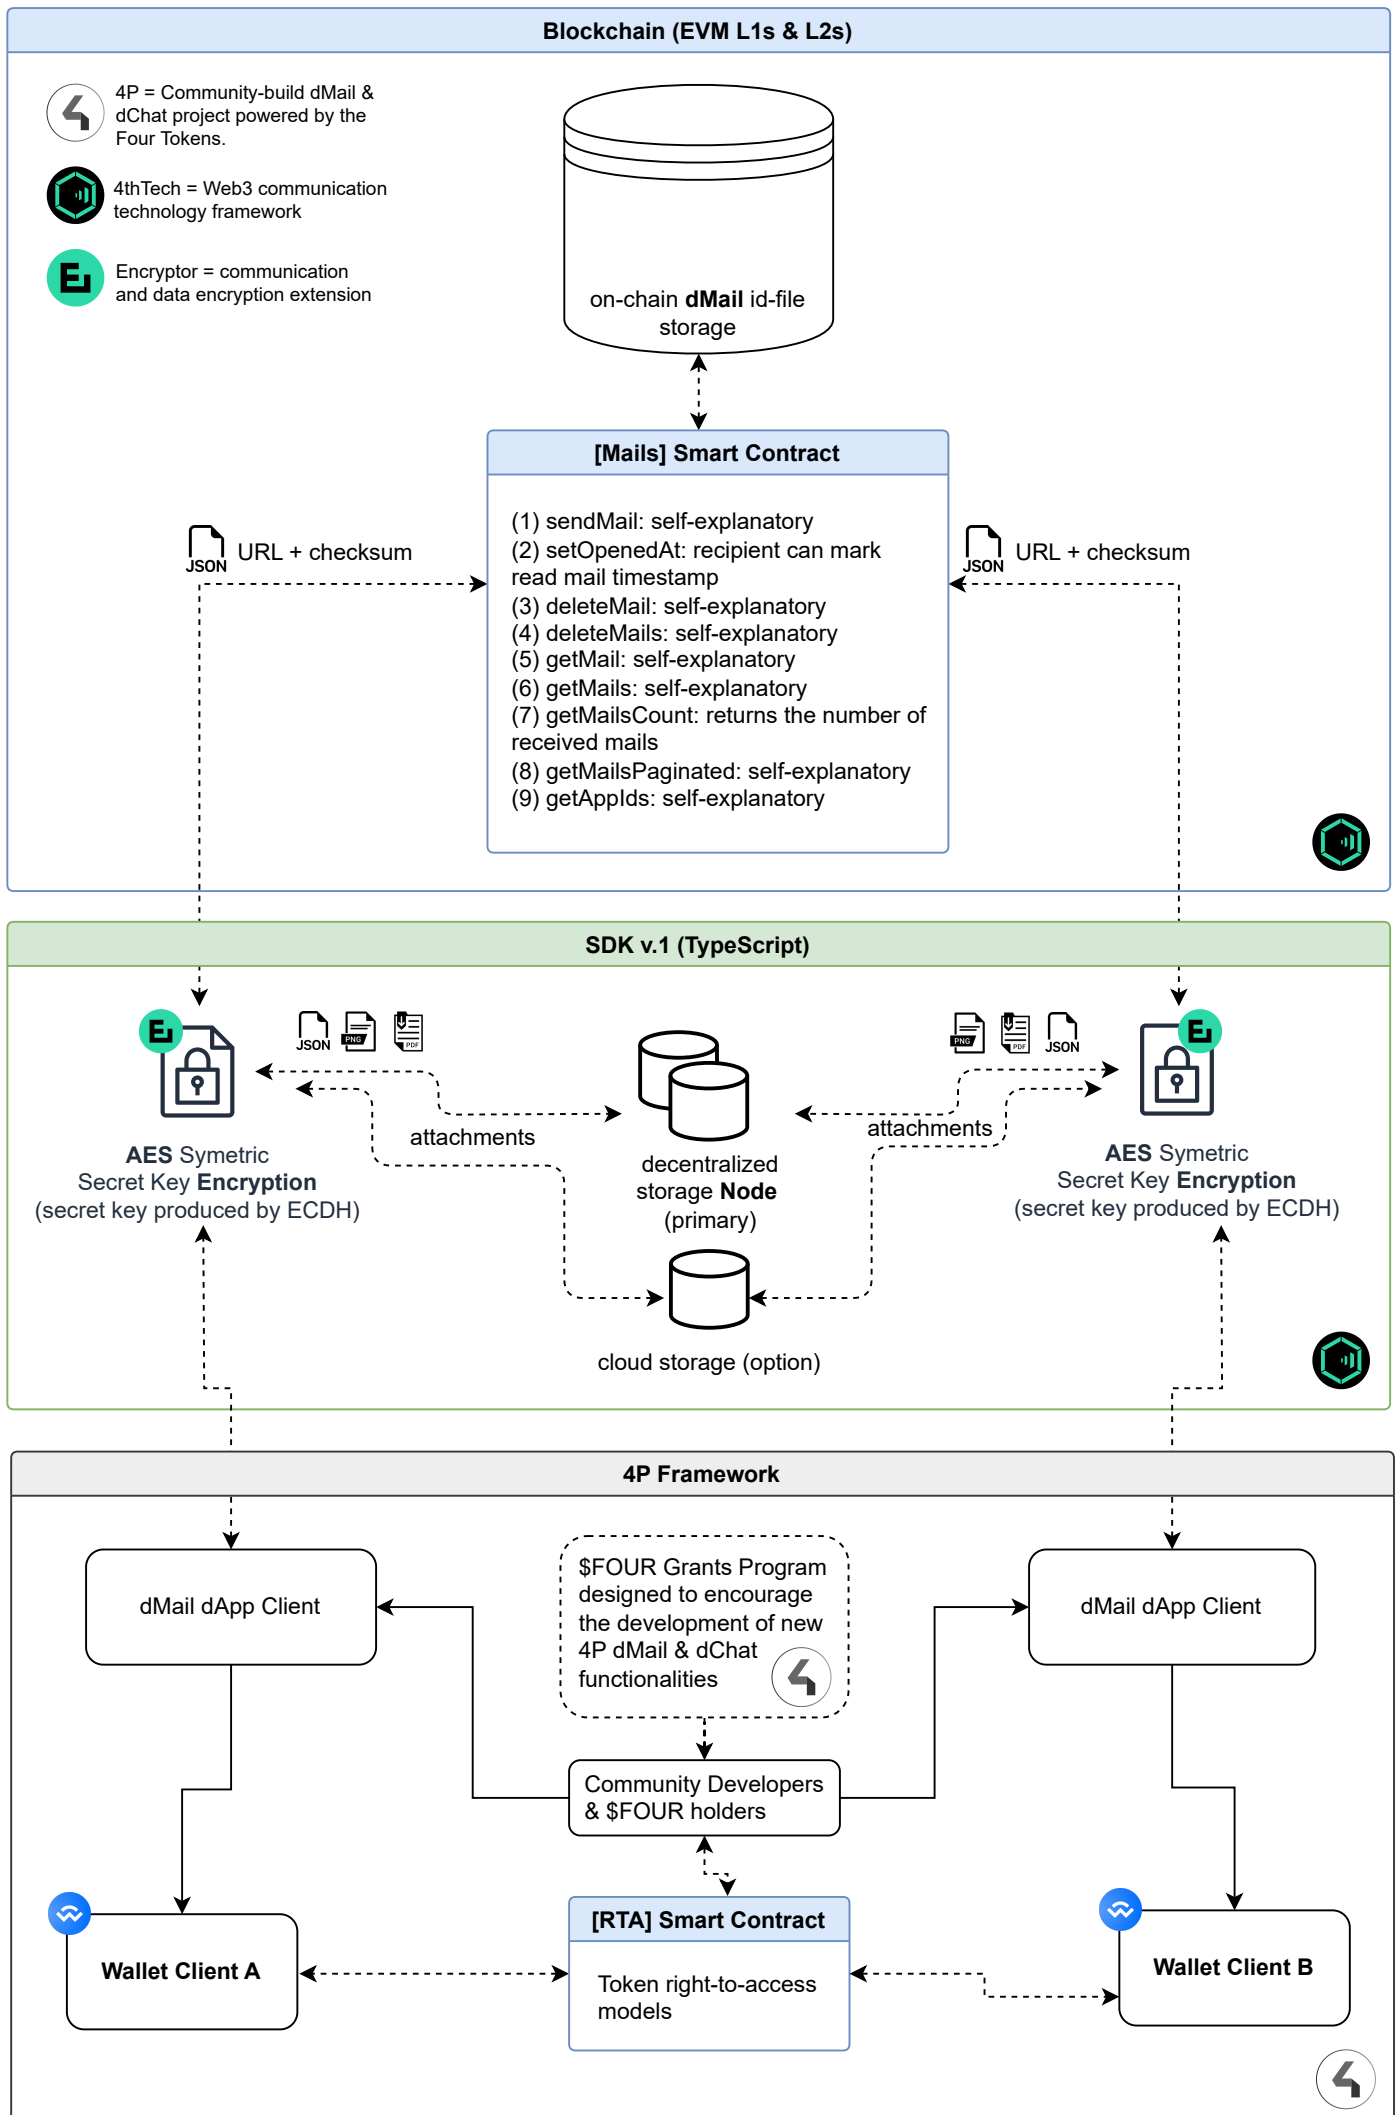 Blockchain (EVM L1s & L2s)
4P = Community-build dMail &
dChat project powered by the
Four Tokens.
4thTech = Web3 communication
technology framework
Encryptor = communication
and data encryption extension
on-chain dMail id-file
storage
[Mails] Smart Contract
(1) sendMail: self-explanatory
(2) setOpenedAt: recipient can mark
read mail timestamp
(3) deleteMail: self-explanatory
(4) deleteMails: self-explanatory
(5) getMail: self-explanatory
(6) getMails: self-explanatory
(7) getMailsCount: returns the number of
received mails
(8) getMailsPaginated: self-explanatory
(9) getAppIds: self-explanatory
JSON
URL + checksum
JSON
URL + checksum
SDK v.1 (TypeScript)
JSON
PNG
PDF
PNG
PDF
JSON
attachments
attachments
AES Symetric
Secret Key Encryption
(secret key produced by ECDH)
decentralized
storage Node
(primary)
AES Symetric
Secret Key Encryption
(secret key produced by ECDH)
cloud storage (option)
4P Framework
dMail dApp Client
$FOUR Grants Program
designed to encourage
the development of new
4P dMail & dChat
functionalities
dMail dApp Client
Community Developers
& $FOUR holders
Wallet Client A
[RTA] Smart Contract
Token right-to-access
models
Wallet Client B